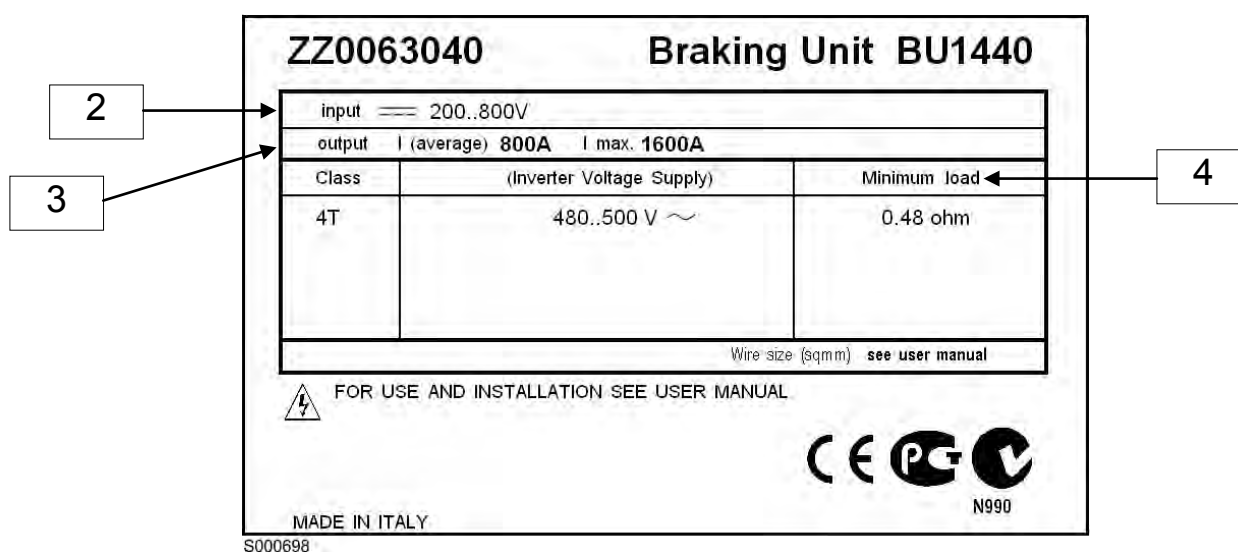 ZZ0063040 Braking Unit BU1440
2
input 200..800V
output I (average) 800A I max. 1600A
3
Class (Inverter Voltage Supply) Minimum load
4
4T 480..500 V ~ 0.48 ohm
Wire size (sqmm) see user manual
FOR USE AND INSTALLATION SEE USER MANUAL
CE PCT
N990
MADE IN ITALY
S000698